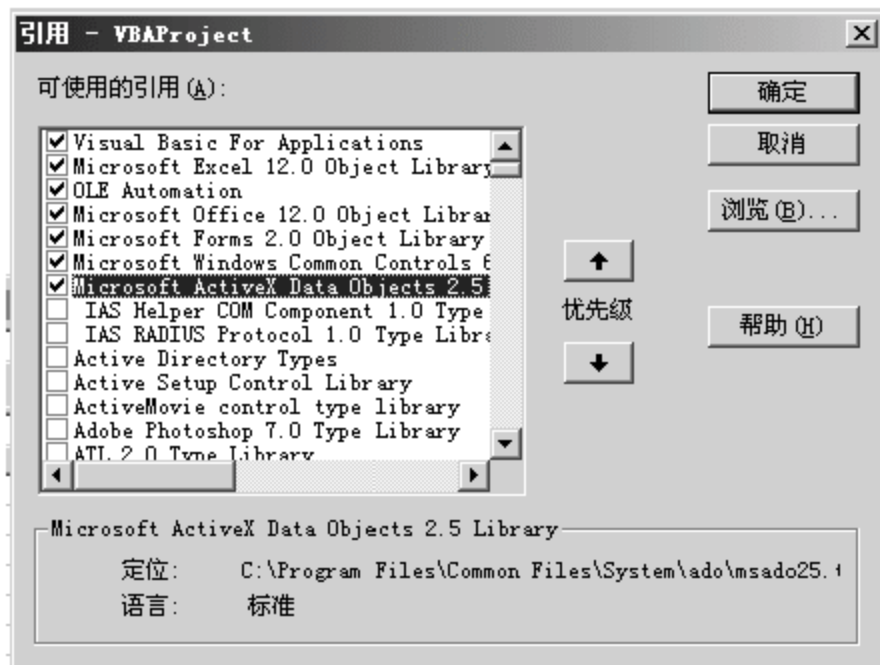 引用 - VBAProject
可使用的引用(A):
Visual Basic For Applications
Microsoft Excel 12.0 Object Library
OLE Automation
Microsoft Office 12.0 Object Librar
Microsoft Forms 2.0 Object Library
Microsoft Windows Common Controls 6
Microsoft ActiveX Data Objects 2.5
IAS Helper COM Component 1.0 Type
IAS RADIUS Protocol 1.0 Type Libra
Active Directory Types
Active Setup Control Library
ActiveMovie control type library
Adobe Photoshop 7.0 Type Library
ATL 2.0 Type Library
确定
取消
浏览(B)...
优先级
帮助(H)
Microsoft ActiveX Data Objects 2.5 Library
定位: C:\Program Files\Common Files\System\ado\msado25.t
语言: 标准